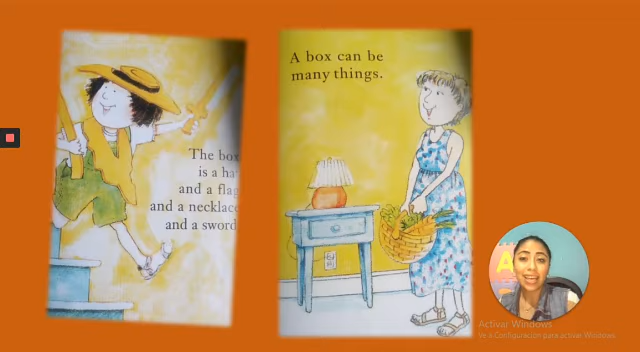 The box
is a ha
and a flag
and a necklace
and a sword
A box can be
many things.
A
Activar Windows
Ve a Configuración para activar Windows.